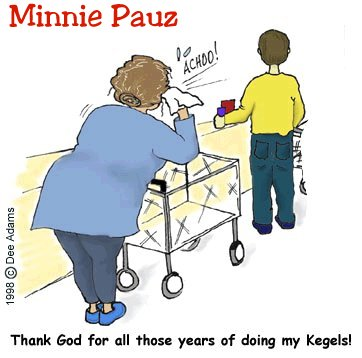 Minnie Pauz
ACHOO!
1998 © Dee Adams
Thank God for all those years of doing my Kegels!